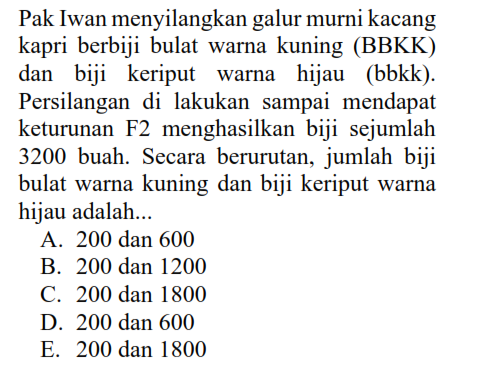 Pak Iwan menyilangkan galur murni kacang
kapri berbiji bulat warna kuning (BBKK)
dan biji keriput warna hijau (bbkk).
Persilangan di lakukan sampai mendapat
keturunan F2 menghasilkan biji sejumlah
3200 buah. Secara berurutan, jumlah biji
bulat warna kuning dan biji keriput warna
hijau adalah...
A. 200 dan 600
B. 200 dan 1200
C. 200 dan 1800
D. 200 dan 600
E. 200 dan 1800